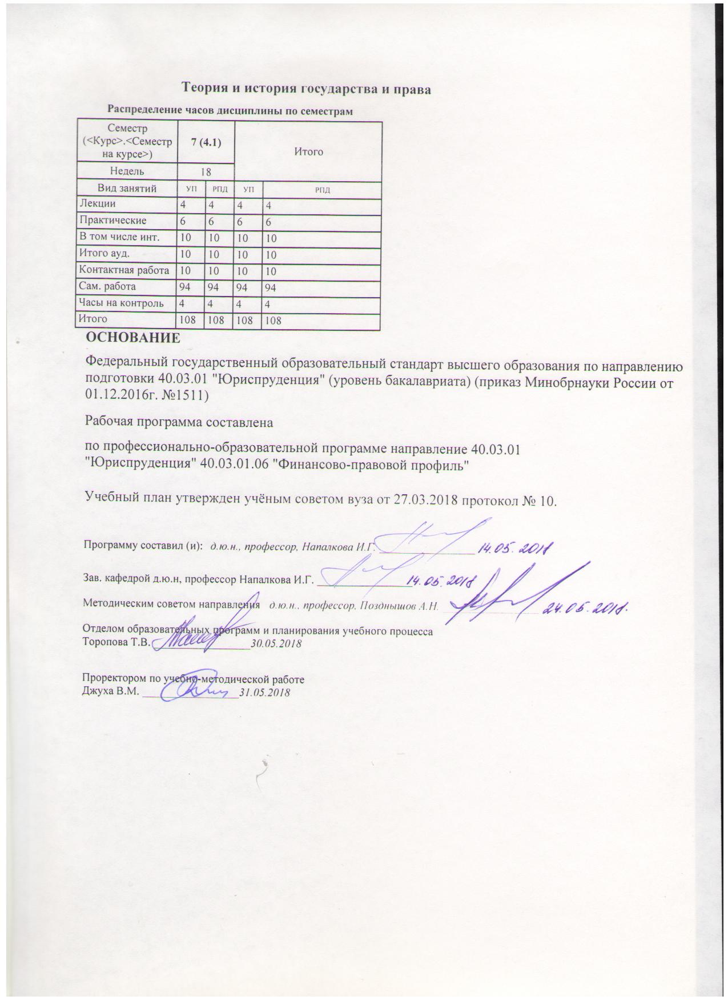 Теория и история государства и права
Распределение часов дисциплины по семестрам
Семестр
(<Курс>.<Семестр
на курсе>)
7 (4.1)
Итого
Недель 18
Вид занятий УП РПД УП РПД
Лекции 4 4 4 4
Практические 6 6 6 6
В том числе инт. 10 10 10 10
Итого ауд. 10 10 10 10
Контактная работа 10 10 10 10
Сам. работа 94 94 94 94
Часы на контроль 4 4 4 4
Итого 108 108 108 108
ОСНОВАНИЕ
Федеральный государственный образовательный стандарт высшего образования по направлению
подготовки 40.03.01 "Юриспруденция" (уровень бакалавриата) (приказ Минобрнауки России от
01.12.2016г. №1511)
Рабочая программа составлена
по профессионально-образовательной программе направление 40.03.01
"Юриспруденция" 40.03.01.06 "Финансово-правовой профиль"
Учебный план утвержден учёным советом вуза от 27.03.2018 протокол № 10.
Программу составил (и): д.ю.н., профессор, Напалкова И.Г. 14.05.2018
Зав. кафедрой д.ю.н, профессор Напалкова И.Г. 14.05.2018
Методическим советом направления д.ю.н., профессор, Позднышов А.Н. 24.05.2018.
Отделом образовательных программ и планирования учебного процесса
Торопова Т.В. 30.05.2018
Проректором по учебно-методической работе
Джуха В.М. 31.05.2018